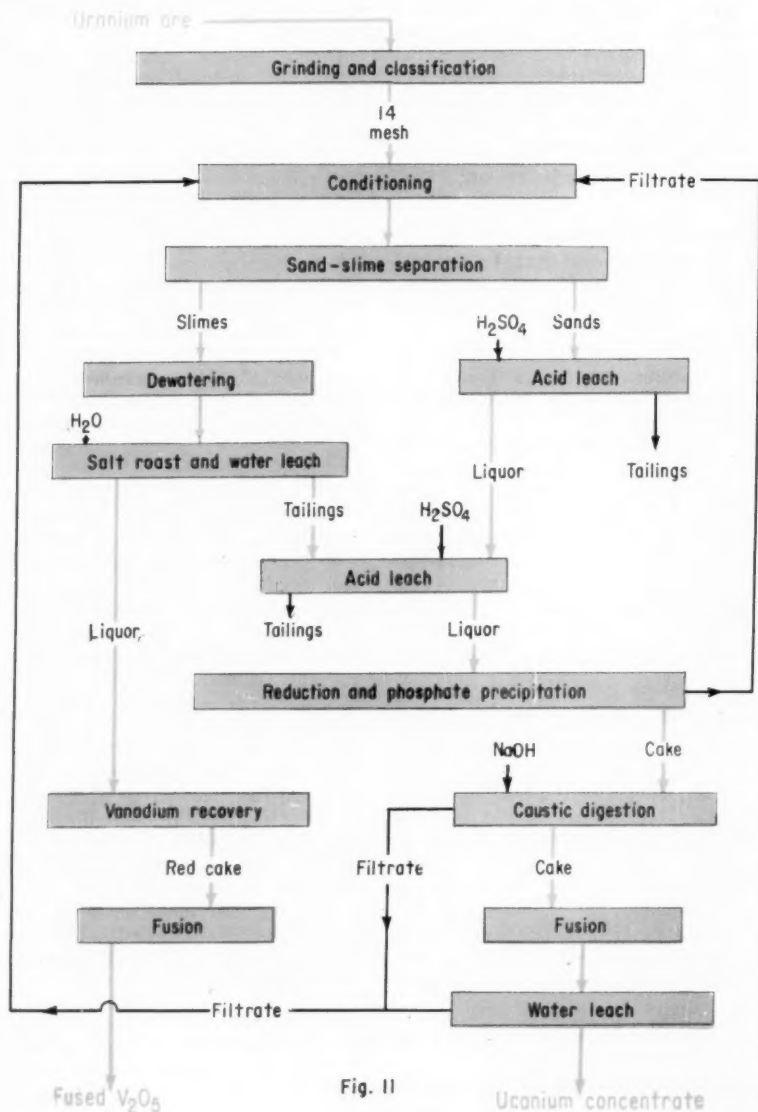 Uranium ore
Grinding and classification
14
mesh
Conditioning
Filtrate
Sand-slime separation
Slimes
H₂SO₄
Sands
Dewatering
Acid leach
H₂O
Salt roast and water leach
Liquor
Tailings
Tailings
H₂SO₄
Acid leach
Liquor
Tailings
Liquor
Reduction and phosphate precipitation
NaOH
Cake
Vanadium recovery
Caustic digestion
Red cake
Filtrate
Cake
Fusion
Fusion
Filtrate
Water leach
Fused V₂O₅
Fig. 11
Uranium concentrate